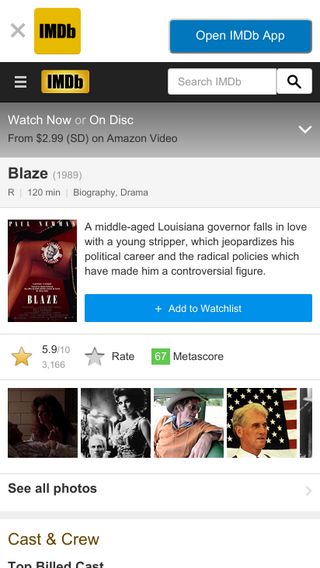 IMDb
Open IMDb App
IMDb
Search IMDb
Watch Now or On Disc
From $2.99 (SD) on Amazon Video
Blaze (1989)
R | 120 min | Biography, Drama
PAUL NEWMAN
BLAZE
A middle-aged Louisiana governor falls in love
with a young stripper, which jeopardizes his
political career and the radical policies which
have made him a controversial figure.
+ Add to Watchlist
5.9/10
3,166
Rate
67 Metascore
See all photos
Cast & Crew
Top Billed Cast